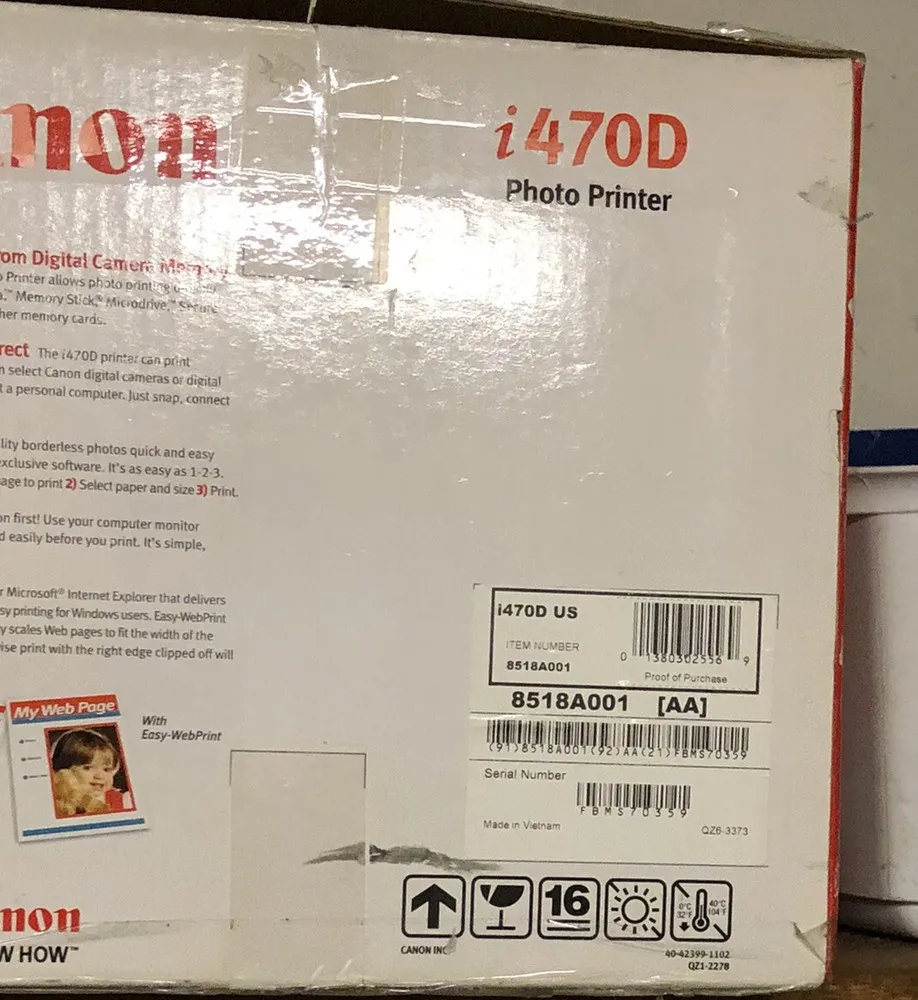 non
i470D
Photo Printer
om Digital Camera Memory
Printer allows photo printing
Memory Stick,® Microdrive,™ Secure
her memory cards.
rect The i470D printer can print
select Canon digital cameras or digital
t a personal computer. Just snap, connect
lity borderless photos quick and easy
xclusive software. It's as easy as 1-2-3.
age to print 2) Select paper and size 3) Print.
on first! Use your computer monitor
d easily before you print. It's simple,
r Microsoft® Internet Explorer that delivers
sy printing for Windows users. Easy-WebPrint
y scales Web pages to fit the width of the
ise print with the right edge clipped off will
My Web Page
With
Easy-WebPrint
i470D US
ITEM NUMBER
8518A001
0 1380302556 9
Proof of Purchase
8518A001 [AA]
(91)8518A001(92)AA(21)FBMS70359
Serial Number
FBMS70359
Made in Vietnam
QZ6-3373
16
0°C
32°F
40°C
104°F
non
W HOW™
CANON INC.
40-42399-1102
QZ1-2278